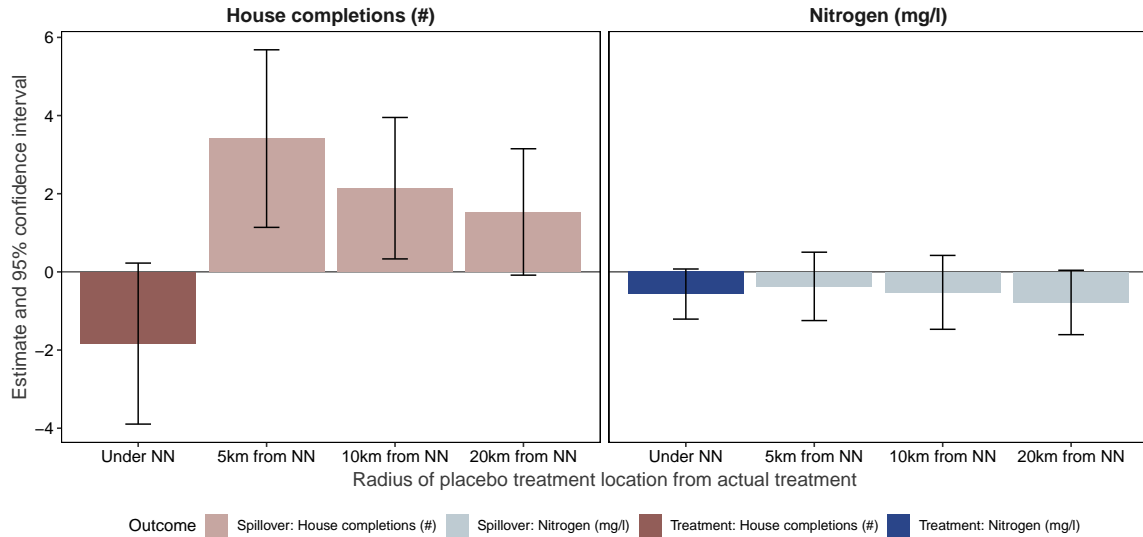 House completions (#)
Nitrogen (mg/l)
Estimate and 95% confidence interval
6
4
2
0
−2
−4
Under NN 5km from NN 10km from NN 20km from NN
Under NN 5km from NN 10km from NN 20km from NN
Radius of placebo treatment location from actual treatment
Outcome Spillover: House completions (#) Spillover: Nitrogen (mg/l) Treatment: House completions (#) Treatment: Nitrogen (mg/l)